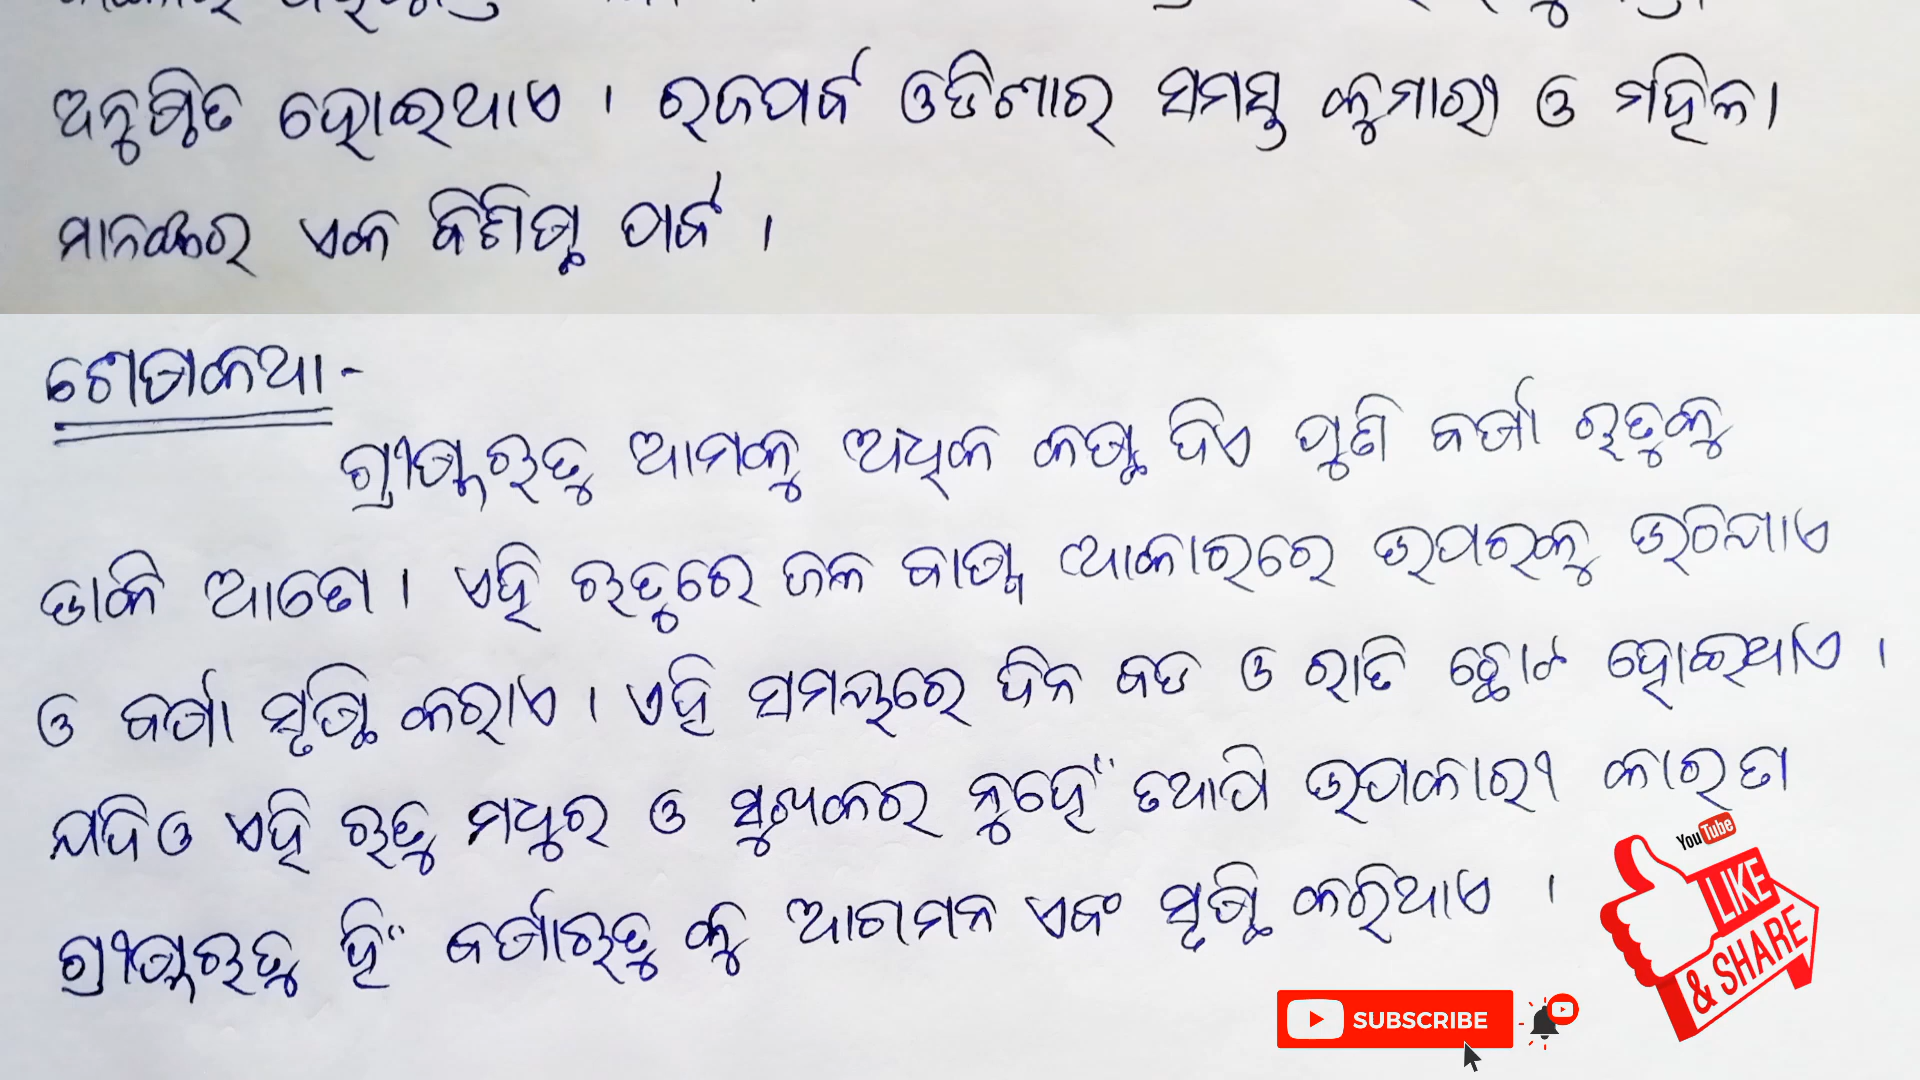 ଅନୁଷ୍ଠିତ ହୋଇଥାଏ । ରଜପର୍ବ ଓଡିଶାର ସମସ୍ତ କୁମାରୀ ଓ ମହିଳା
ମାନଙ୍କରେ ଏକ ବିଶିଷ୍ଟ ପର୍ବ ।
ଶେଷକଥା -
ଗ୍ରୀଷ୍ମଋତୁ ଆମକୁ ଅଧିକ କଷ୍ଟ ଦିଏ ପୁଣି ବର୍ଷା ଋତୁକୁ
ଡାକି ଆଣେ । ଏହି ଋତୁରେ ଜଳ ବାଷ୍ପ ଆକାରରେ ଉପରକୁ ଉଠିଯାଏ
ଓ ବର୍ଷା ସୃଷ୍ଟି କରାଏ । ଏହି ସମୟରେ ଦିନ ବଡ ଓ ରାତି ଛୋଟ ହୋଇଥାଏ ।
ଯଦିଓ ଏହି ଋତୁ ମଧୁର ଓ ସୁଖକର ନୁହେଁ ତଥାପି ଉପକାରୀ କାରଣ
ଗ୍ରୀଷ୍ମଋତୁ ହିଁ ବର୍ଷାଋତୁ କୁ ଆଗମନ ଏବଂ ସୃଷ୍ଟି କରିଥାଏ ।
YouTube
LIKE
& SHARE
SUBSCRIBE